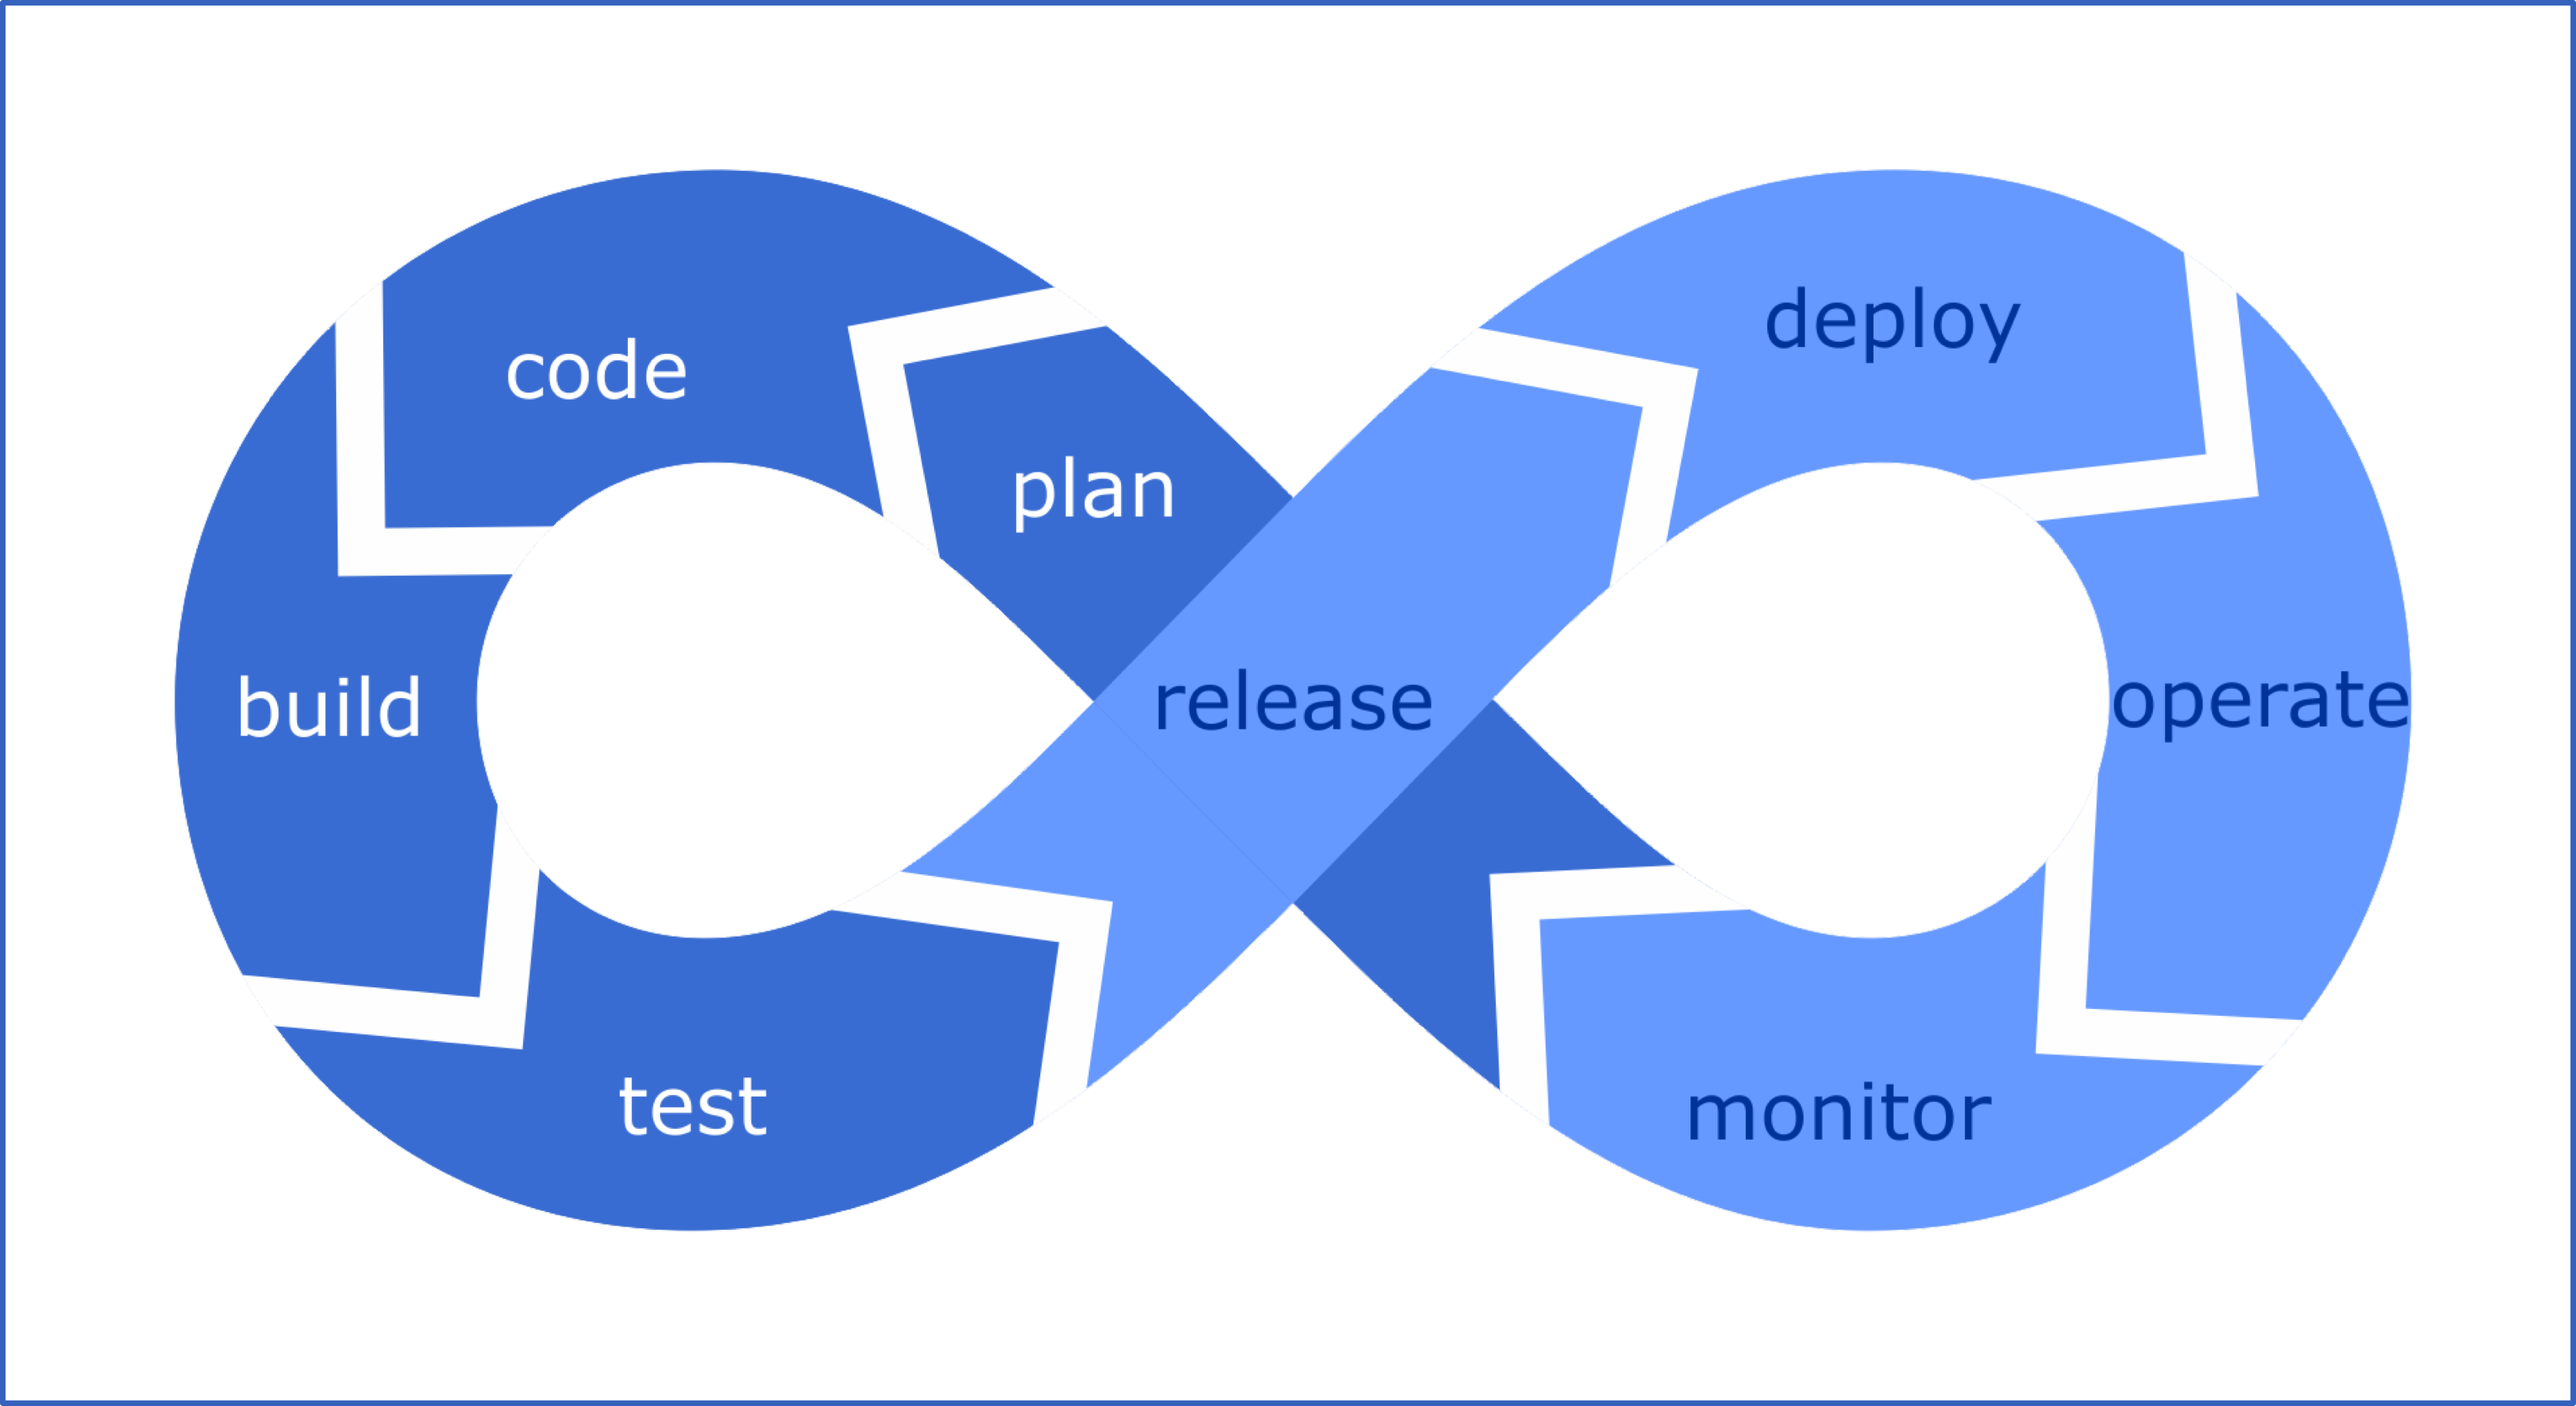 code
plan
build
test
release
deploy
operate
monitor